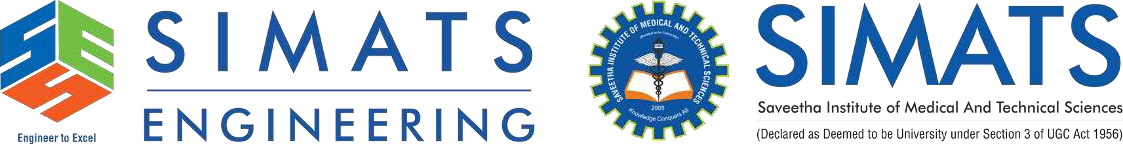 SES
Engineer to Excel
SIMATS
ENGINEERING
SAVEETHA INSTITUTE OF MEDICAL AND TECHNICAL SCIENCES
2005
Knowledge Conquers All
SIMATS
Saveetha Institute of Medical And Technical Sciences
(Declared as Deemed to be University under Section 3 of UGC Act 1956)